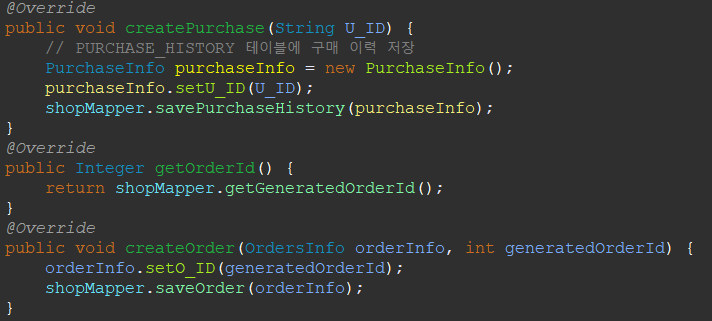 @Override
public void createPurchase(String U_ID) {
    // PURCHASE_HISTORY 테이블에 구매 이력 저장
    PurchaseInfo purchaseInfo = new PurchaseInfo();
    purchaseInfo.setU_ID(U_ID);
    shopMapper.savePurchaseHistory(purchaseInfo);
}
@Override
public Integer getOrderId() {
    return shopMapper.getGeneratedOrderId();
}
@Override
public void createOrder(OrdersInfo orderInfo, int generatedOrderId) {
    orderInfo.setO_ID(generatedOrderId);
    shopMapper.saveOrder(orderInfo);
}